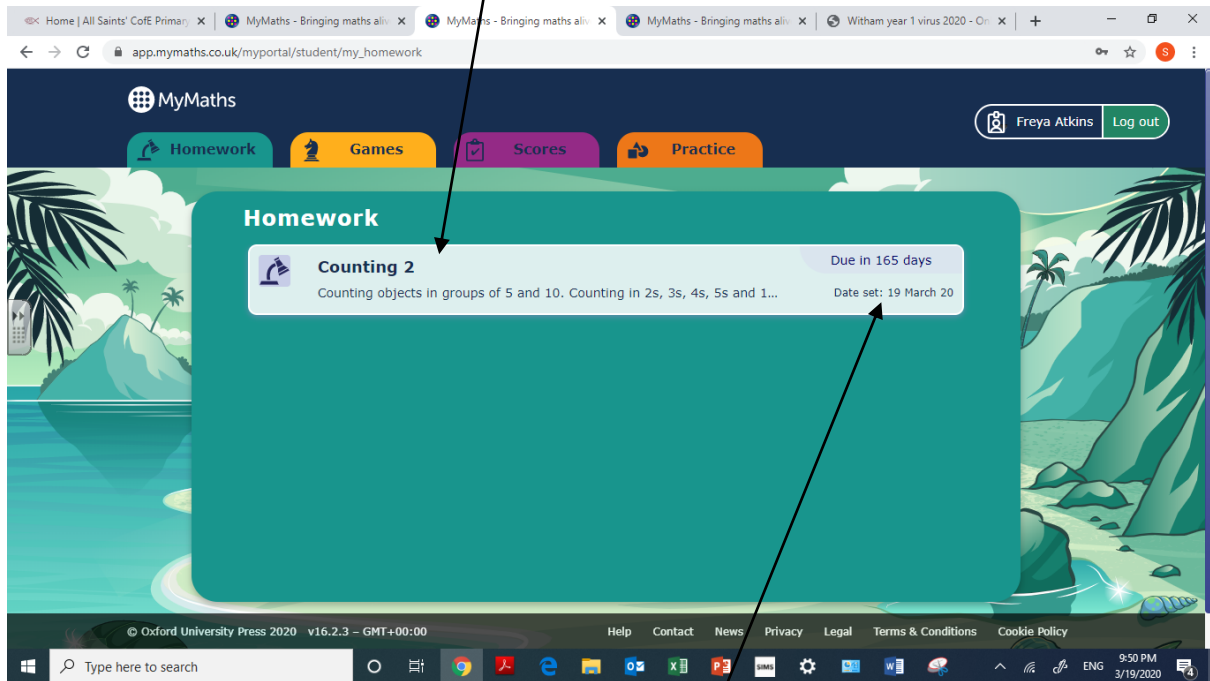 Home | All Saints' CofE Primary
MyMaths - Bringing maths aliv
MyMaths - Bringing maths aliv
MyMaths - Bringing maths aliv
Witham year 1 virus 2020 - On
app.mymaths.co.uk/myportal/student/my_homework
S
MyMaths
Freya Atkins Log out
Homework Games Scores Practice
Homework
Counting 2
Due in 165 days
Counting objects in groups of 5 and 10. Counting in 2s, 3s, 4s, 5s and 1...
Date set: 19 March 20
© Oxford University Press 2020 v16.2.3 – GMT+00:00
Help Contact News Privacy Legal Terms & Conditions Cookie Policy
Type here to search
SIMS
ENG
9:50 PM
3/19/2020
4